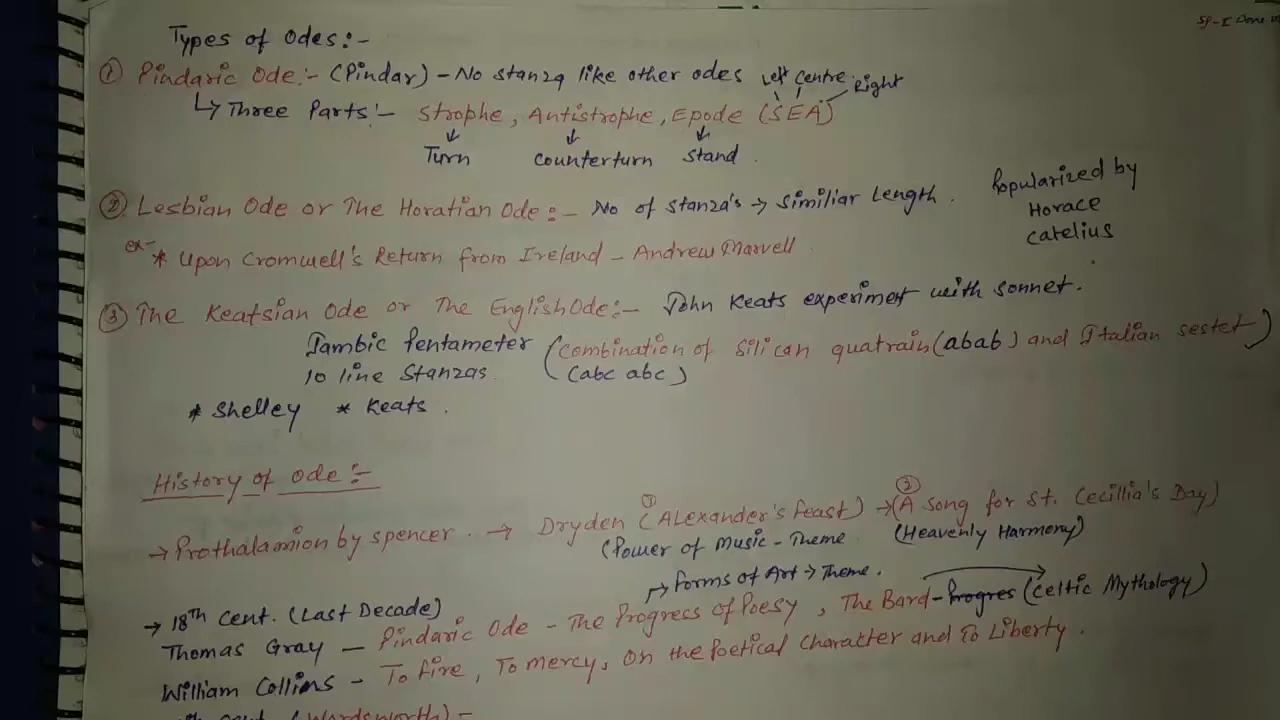 SP-I Done
Types of Odes:-
① Pindaric Ode:- (Pindar) - No stanza like other odes Left Centre Right
↳ Three Parts:- Strophe, Antistrophe, Epode (SEA)
Turn counterturn Stand.
② Lesbian Ode or The Horatian Ode:- No of stanza's → Similiar Length. Popularized by
Horace
Catelius
ex- * Upon Cromwell's Return from Ireland - Andrew Marvell.
③ The Keatsian Ode or The English Ode:- John Keats experiment with sonnet.
Iambic Pentameter (combination of Silican quatrain (abab) and Italian sestet)
10 line Stanzas. (abc abc)
* Shelley * Keats.
History of Ode:-
→ Prothalamion by spencer. → Dryden ① (ALexander's feast) → ② (A song for St. Cecillia's Day)
(Power of Music - Theme (Heavenly Harmony)
→ forms of Art → Theme.
→ 18th Cent. (Last Decade)
Thomas Gray - Pindaric Ode - The Progress of Poesy, The Bard - Progres (Celtic Mythology)
William Collins - To fire, To mercy, On the Poetical Character and To Liberty.
cent. (Wordsworth) -